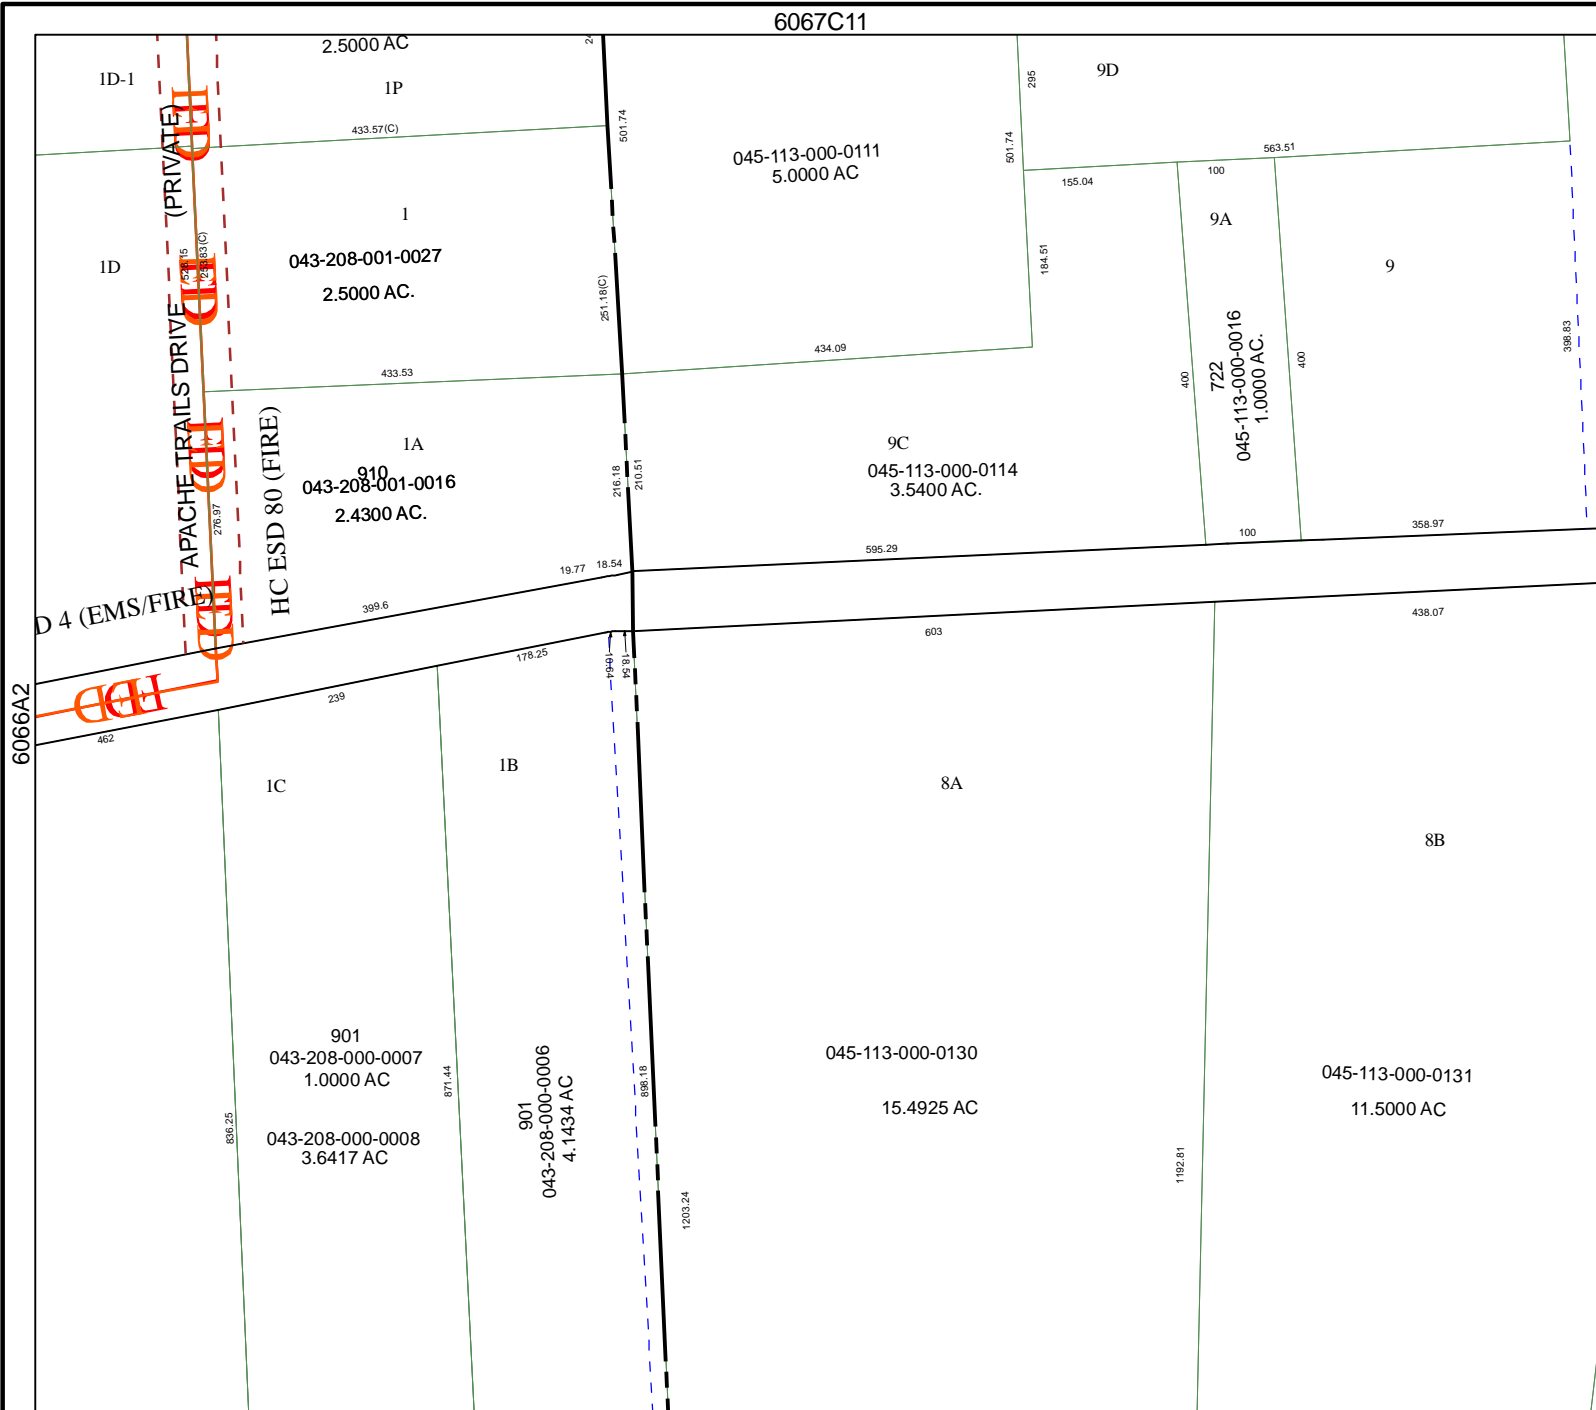 6067C11
2.5000 AC
1D-1
1P
9D
295
501.74
433.57(C)
045-113-000-0111
5.0000 AC
501.74
563.51
155.04
100
(PRIVATE)
1
9A
1D
043-208-001-0027
2.5000 AC.
528.15
253.83(C)
251.18(C)
184.51
9
398.83
434.09
433.53
400
722
045-113-000-0016
1.0000 AC.
400
APACHE TRAILS DRIVE
HC ESD 80 (FIRE)
1A
910
043-208-001-0016
2.4300 AC.
276.97
216.18
210.51
9C
045-113-000-0114
3.5400 AC.
595.29
100
358.97
19.77
18.54
399.6
D 4 (EMS/FIRE)
603
438.07
178.25
10.64
18.54
239
462
6066A2
1C
1B
8A
8B
901
043-208-000-0007
1.0000 AC
043-208-000-0008
3.6417 AC
836.25
871.44
901
043-208-000-0006
4.1434 AC
898.18
1203.24
045-113-000-0130
15.4925 AC
1192.81
045-113-000-0131
11.5000 AC